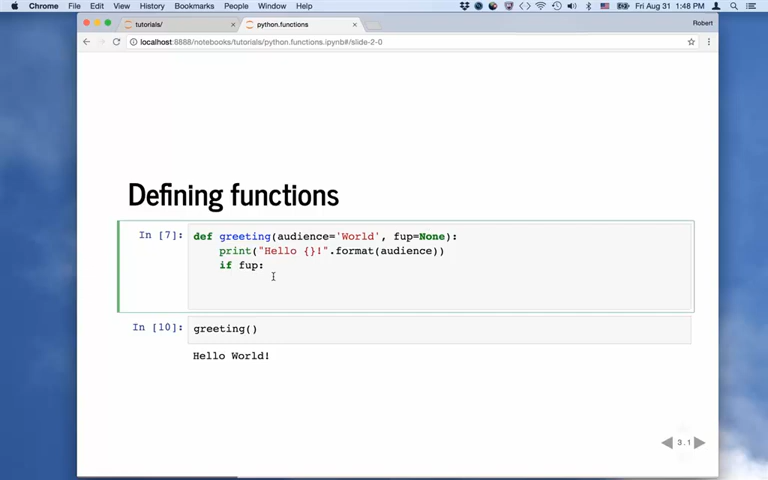 Chrome File Edit View History Bookmarks People Window Help
Fri Aug 31 1:48 PM
tutorials/
python.functions
Robert
localhost:8888/notebooks/tutorials/python.functions.ipynb#/slide-2-0
Defining functions
In [7]:
def greeting(audience='World', fup=None):
print("Hello {}!".format(audience))
if fup:
In [10]:
greeting()
Hello World!
3.1